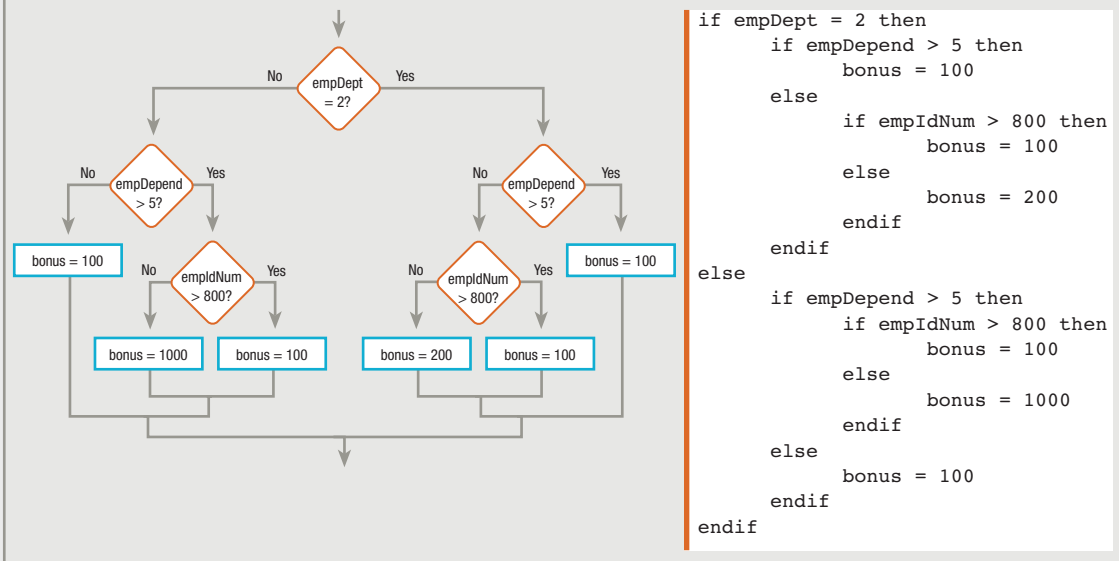 empDept
= 2?
No
Yes
empDepend
> 5?
No
Yes
bonus = 100
empIdNum
> 800?
No
Yes
bonus = 1000
bonus = 100
empDepend
> 5?
No
Yes
empIdNum
> 800?
No
Yes
bonus = 200
bonus = 100
bonus = 100
if empDept = 2 then
if empDepend > 5 then
bonus = 100
else
if empIdNum > 800 then
bonus = 100
else
bonus = 200
endif
endif
else
if empDepend > 5 then
if empIdNum > 800 then
bonus = 100
else
bonus = 1000
endif
else
bonus = 100
endif
endif